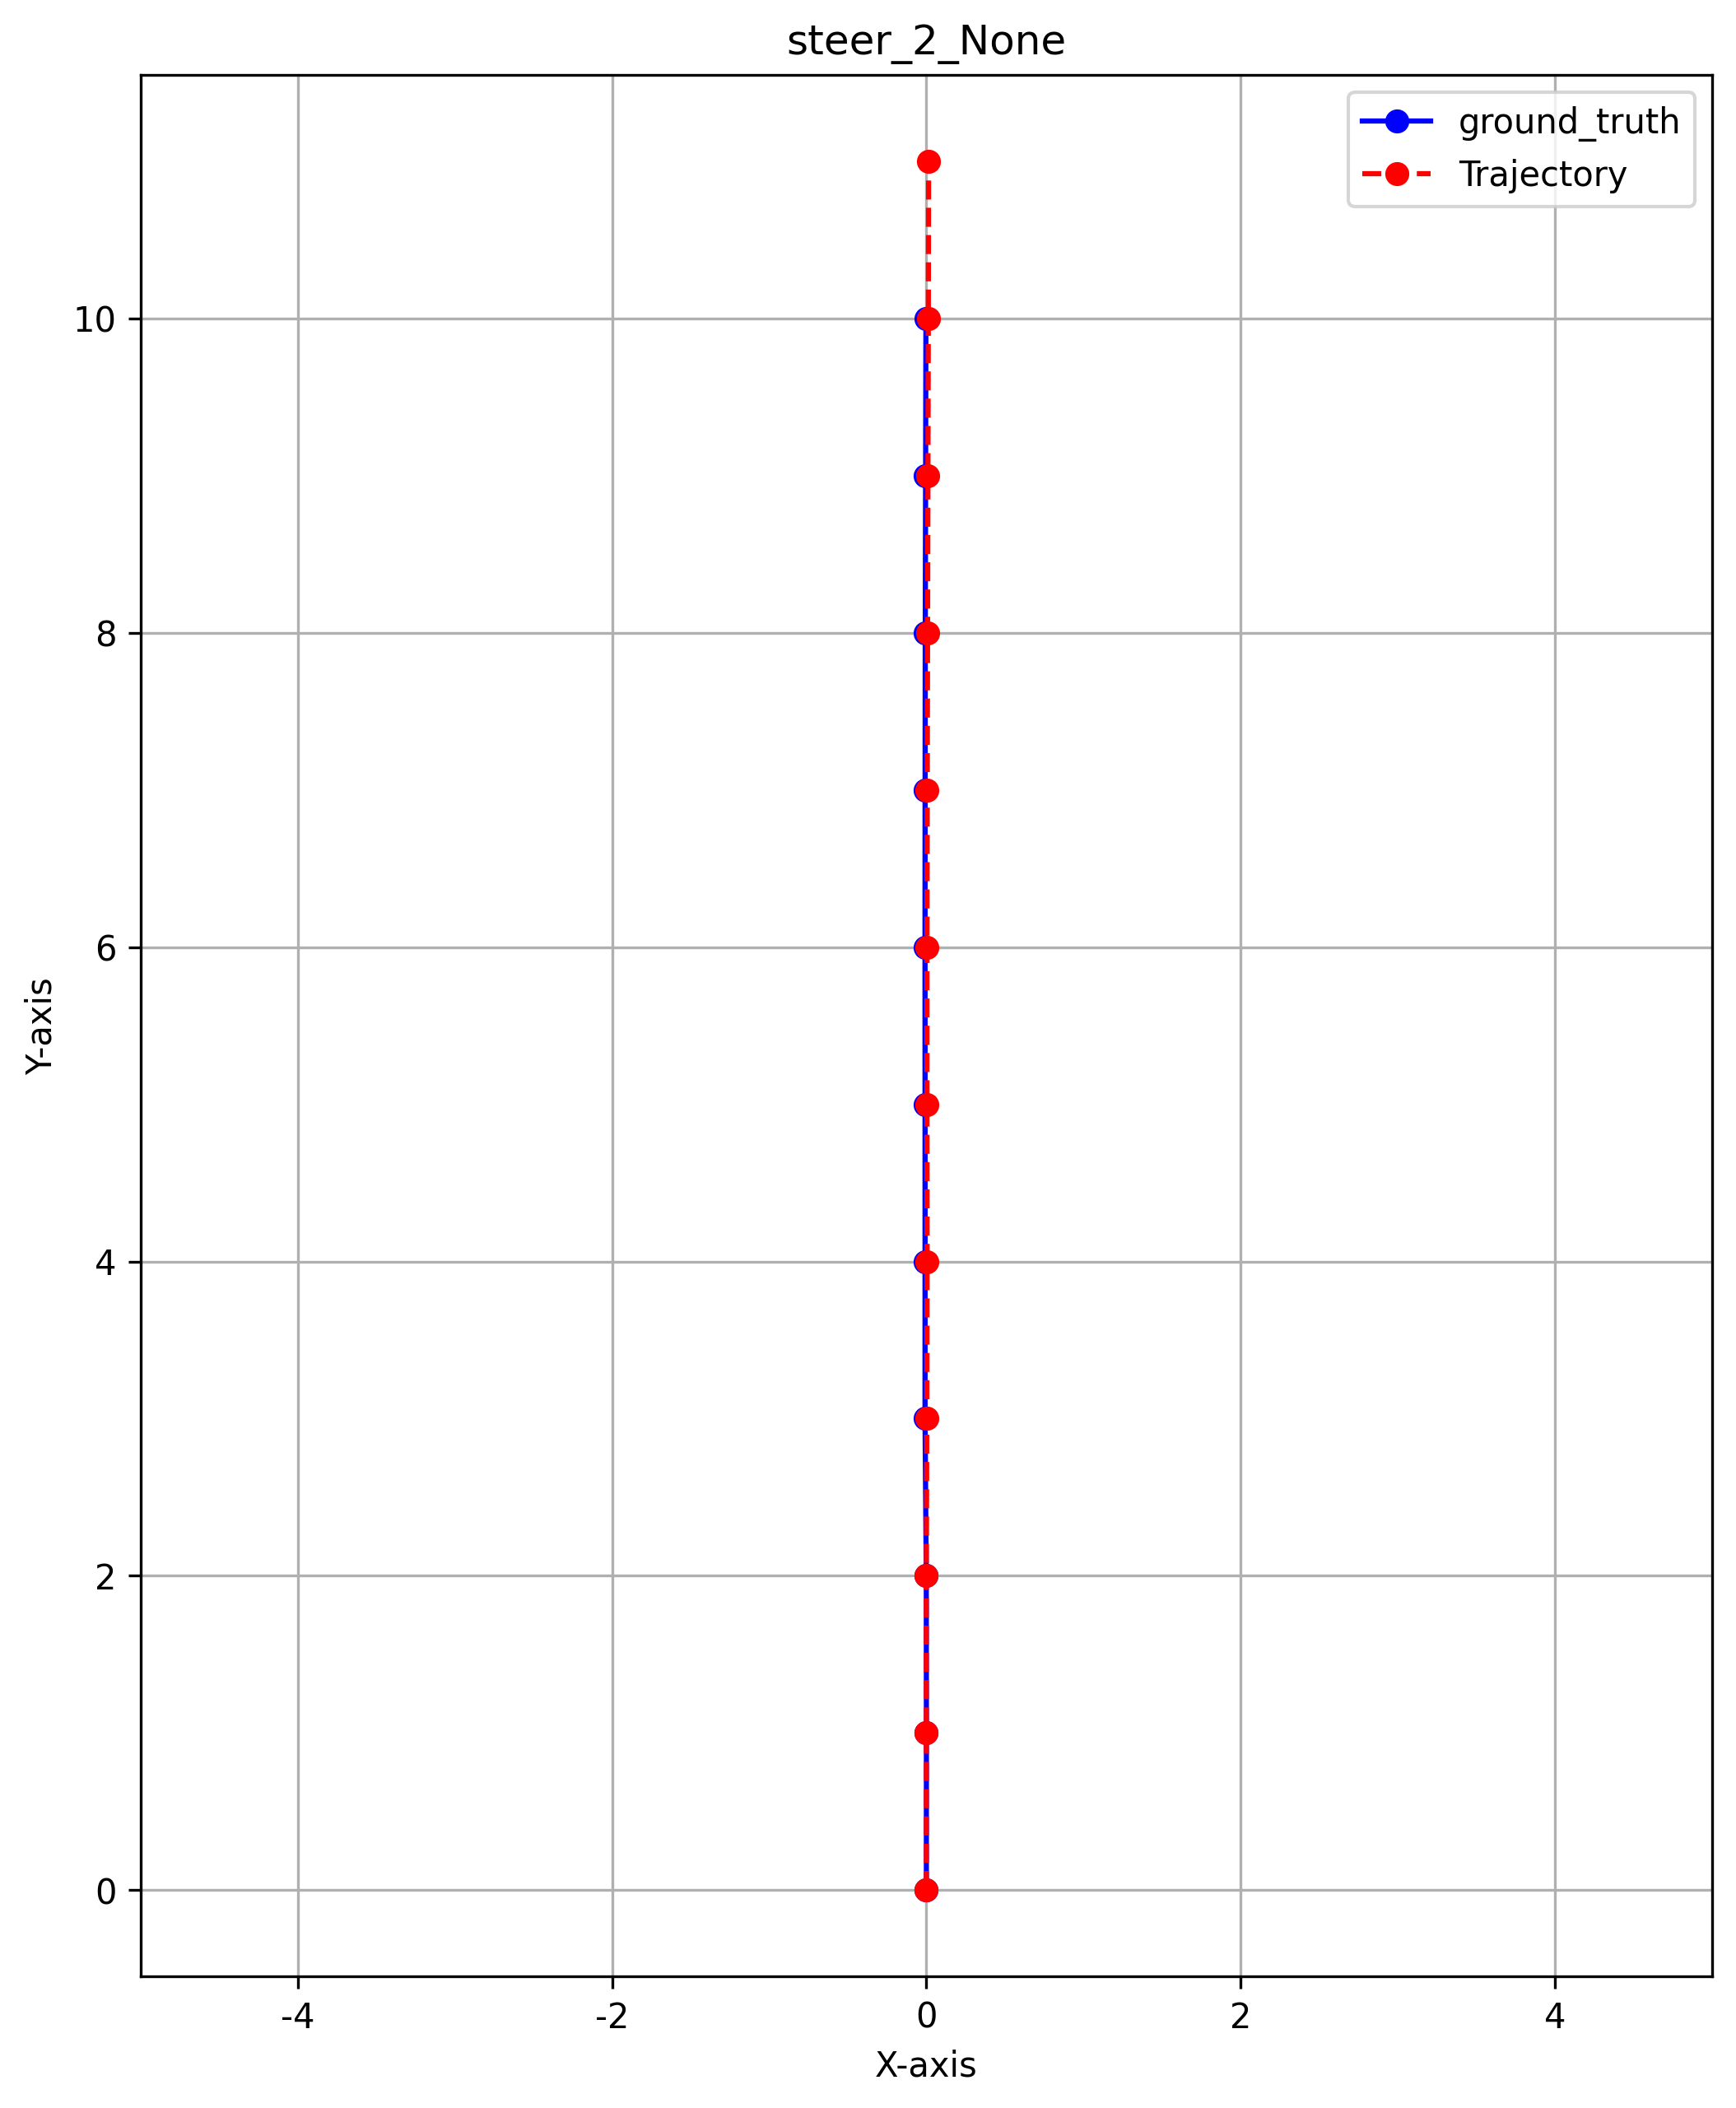 steer_2_None
ground_truth
Trajectory
10
8
6
4
2
0
Y-axis
-4 -2 0 2 4
X-axis